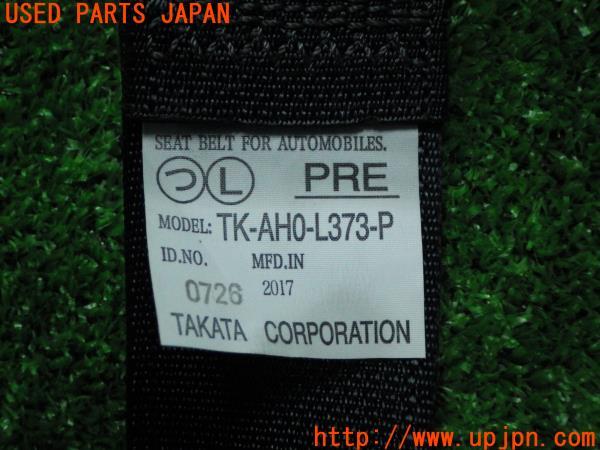 USED PARTS JAPAN
SEAT BELT FOR AUTOMOBILES.
つ L PRE
MODEL: TK-AH0-L373-P
ID.NO. MFD.IN
0726 2017
TAKATA CORPORATION
http://www.upjpn.com/